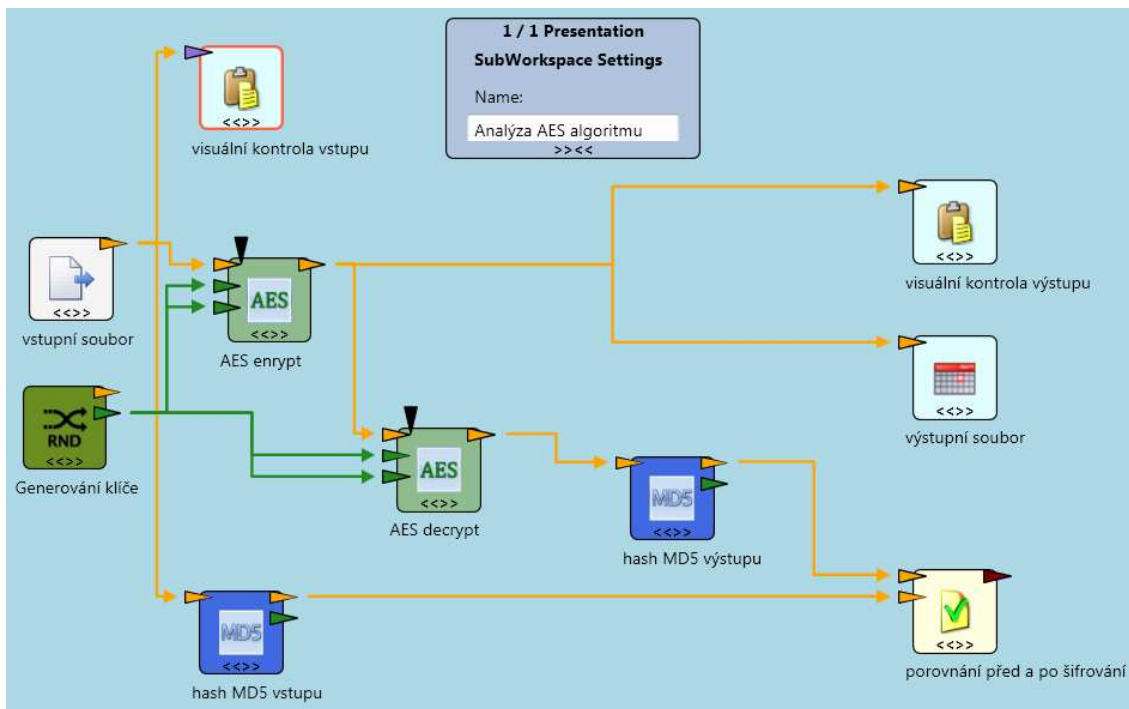 1 / 1 Presentation
SubWorkspace Settings
Name:
Analýza AES algoritmu
>><<
<<>>
visuální kontrola vstupu
<<>>
visuální kontrola výstupu
<<>>
vstupní soubor
AES
<<>>
AES enrypt
<<>>
výstupní soubor
RND
<<>>
Generování klíče
AES
<<>>
AES decrypt
MD5
<<>>
hash MD5 výstupu
MD5
<<>>
hash MD5 vstupu
<<>>
porovnání před a po šifrování